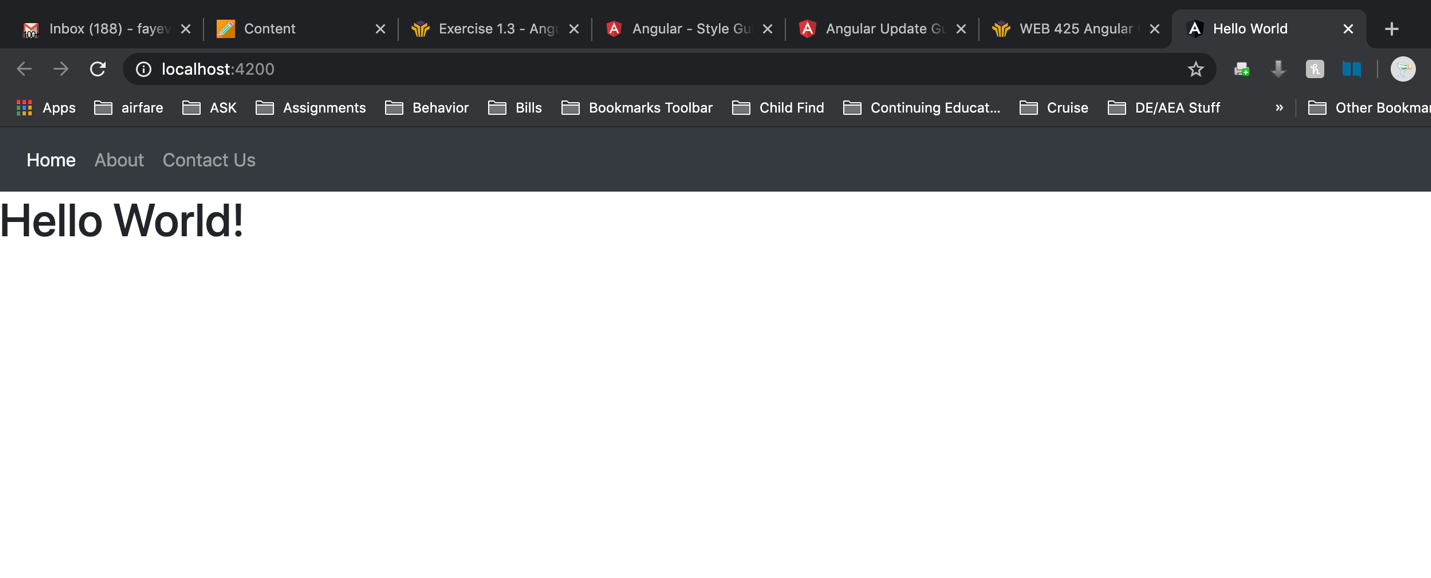 Inbox (188) - fayev
Content
Exercise 1.3 - Angu
Angular - Style Gui
Angular Update Gu
WEB 425 Angular
Hello World
localhost:4200
Apps airfare ASK Assignments Behavior Bills Bookmarks Toolbar Child Find Continuing Educat... Cruise DE/AEA Stuff » Other Bookmar
Home About Contact Us
Hello World!